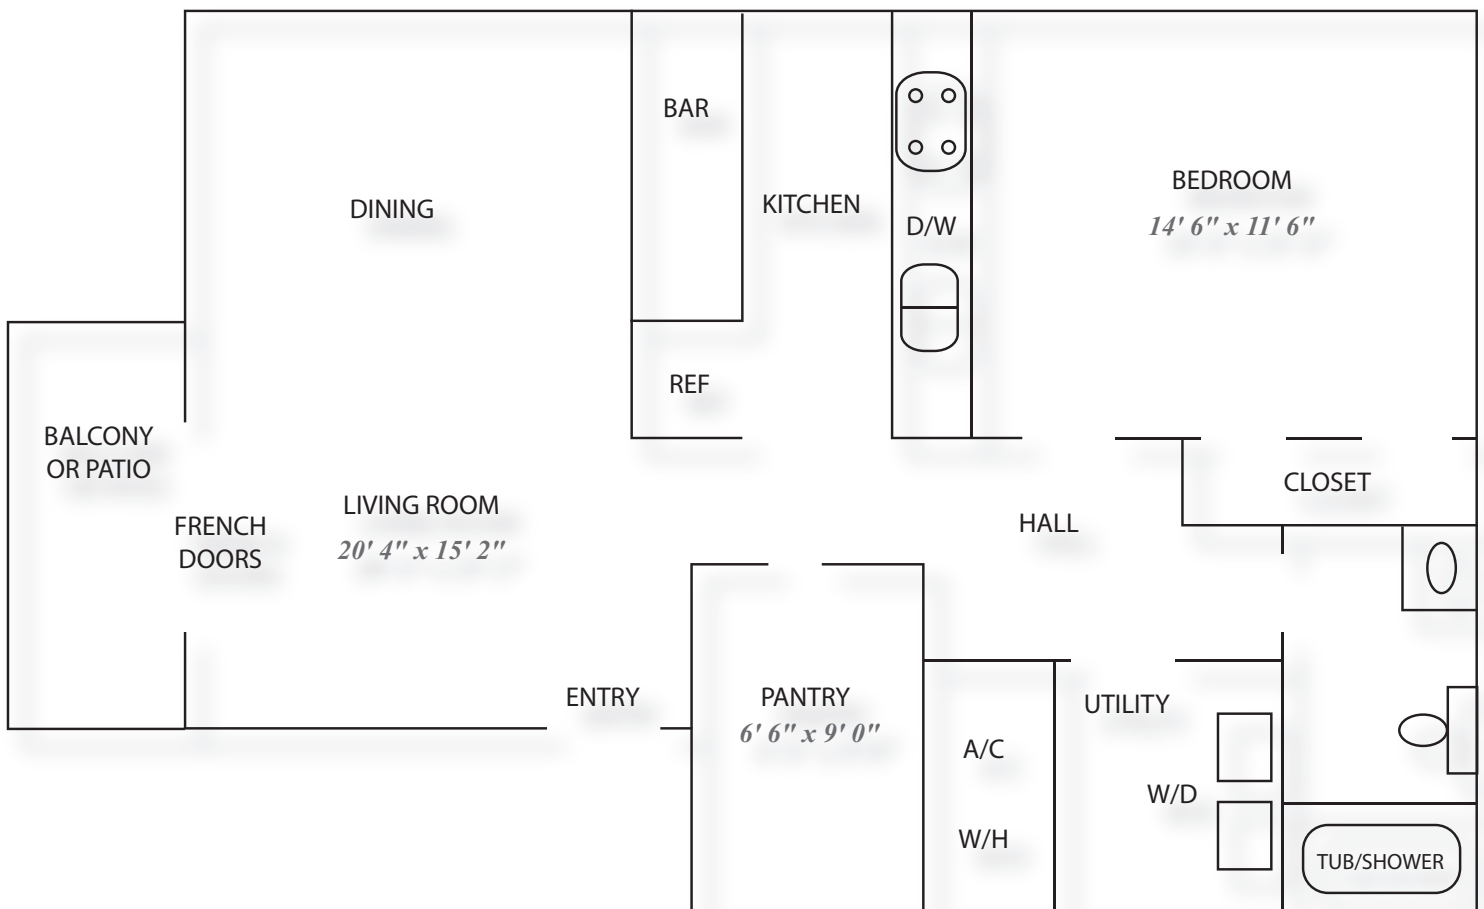 BAR
DINING
KITCHEN
D/W
BEDROOM
14' 6" x 11' 6"
REF
BALCONY
OR PATIO
FRENCH
DOORS
LIVING ROOM
20' 4" x 15' 2"
HALL
CLOSET
ENTRY
PANTRY
6' 6" x 9' 0"
A/C
W/H
UTILITY
W/D
TUB/SHOWER